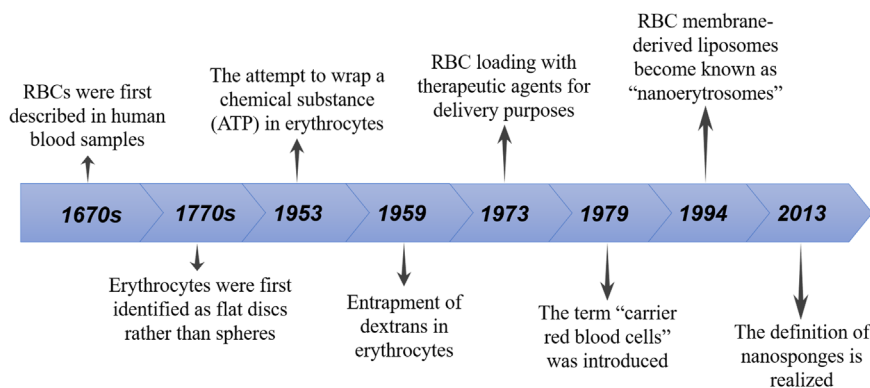 RBCs were first
described in human
blood samples
The attempt to wrap a
chemical substance
(ATP) in erythrocytes
RBC loading with
therapeutic agents for
delivery purposes
RBC membrane-
derived liposomes
become known as
“nanoerytrosomes”
1670s 1770s 1953 1959 1973 1979 1994 2013
Erythrocytes were first
identified as flat discs
rather than spheres
Entrapment of
dextrans in
erythrocytes
The term “carrier
red blood cells”
was introduced
The definition of
nanosponges is
realized